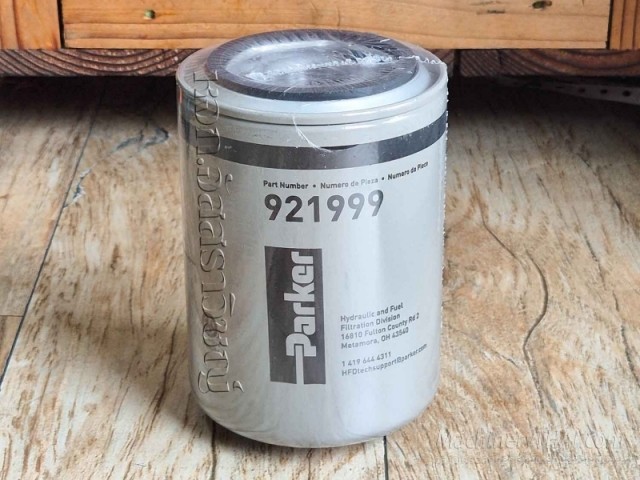 Part Number • Numero de Pieza • Numero de Piece
921999
Parker
Hydraulic and Fuel
Filtration Division
16810 Fulton County Rd 2
Metamora, OH 43540
1 419 644 4311
HFDtechsupport@parker.com